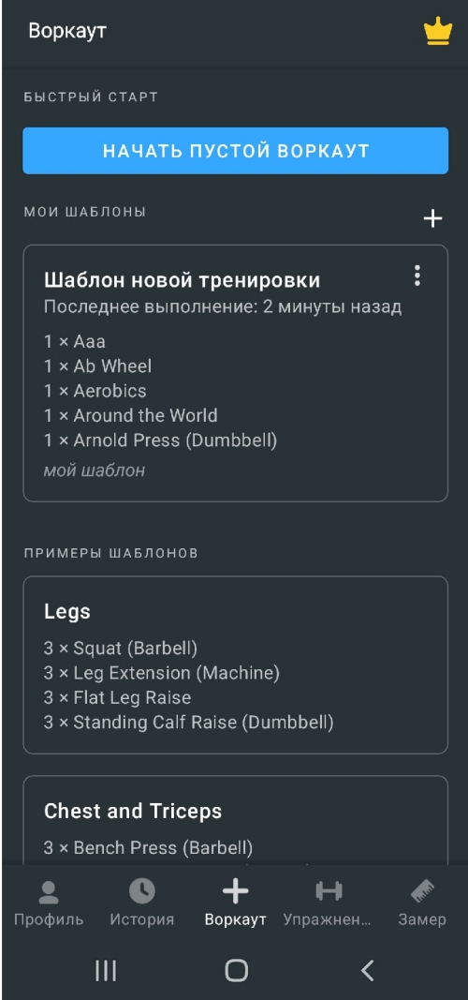 Воркаут
БЫСТРЫЙ СТАРТ
НАЧАТЬ ПУСТОЙ ВОРКАУТ
МОИ ШАБЛОНЫ
Шаблон новой тренировки
Последнее выполнение: 2 минуты назад
1 × Aaa
1 × Ab Wheel
1 × Aerobics
1 × Around the World
1 × Arnold Press (Dumbbell)
мой шаблон
ПРИМЕРЫ ШАБЛОНОВ
Legs
3 × Squat (Barbell)
3 × Leg Extension (Machine)
3 × Flat Leg Raise
3 × Standing Calf Raise (Dumbbell)
Chest and Triceps
3 × Bench Press (Barbell)
Профиль История Воркаут Упражнен... Замер